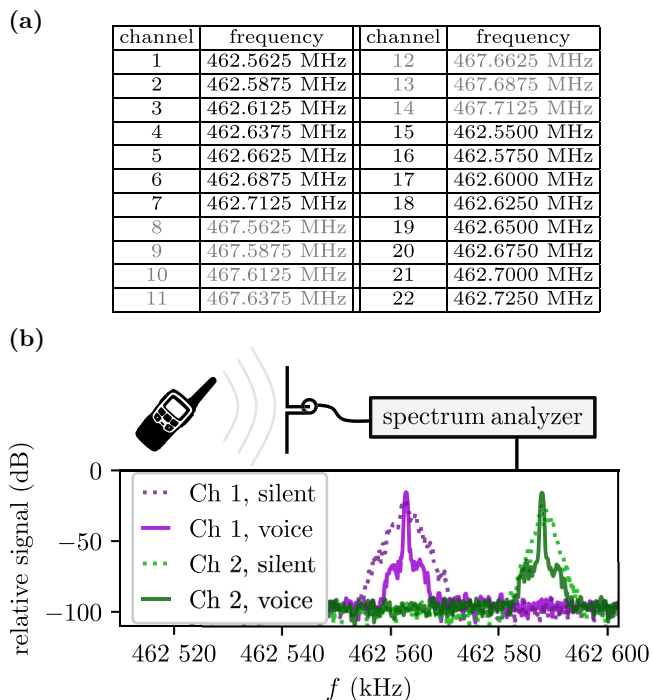 (a)
channel frequency channel frequency
1 462.5625 MHz 12 467.6625 MHz
2 462.5875 MHz 13 467.6875 MHz
3 462.6125 MHz 14 467.7125 MHz
4 462.6375 MHz 15 462.5500 MHz
5 462.6625 MHz 16 462.5750 MHz
6 462.6875 MHz 17 462.6000 MHz
7 462.7125 MHz 18 462.6250 MHz
8 467.5625 MHz 19 462.6500 MHz
9 467.5875 MHz 20 462.6750 MHz
10 467.6125 MHz 21 462.7000 MHz
11 467.6375 MHz 22 462.7250 MHz
(b)
spectrum analyzer
relative signal (dB)
0
−50
−100
Ch 1, silent
Ch 1, voice
Ch 2, silent
Ch 2, voice
462 520 462 540 462 560 462 580 462 600
f (kHz)